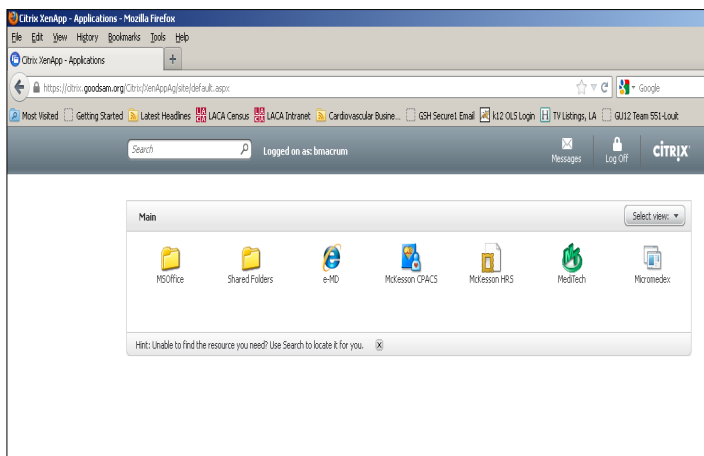 Citrix XenApp - Applications - Mozilla Firefox
File Edit View History Bookmarks Tools Help
Citrix XenApp - Applications +
https://citrix.goodsam.org/Citrix/XenAppAg/site/default.aspx Google
Most Visited Getting Started Latest Headlines LACA Census LACA Intranet Cardiovascular Busine... GSH Secure1 Email k12 OLS Login TV Listings, LA GU12 Team 551-Louit
Search Logged on as: bmacrum Messages Log Off CITRIX
Main Select view:
MSOffice Shared Folders e-MD McKesson CPACS McKesson HRS MediTech Micromedex
Hint: Unable to find the resource you need? Use Search to locate it for you.